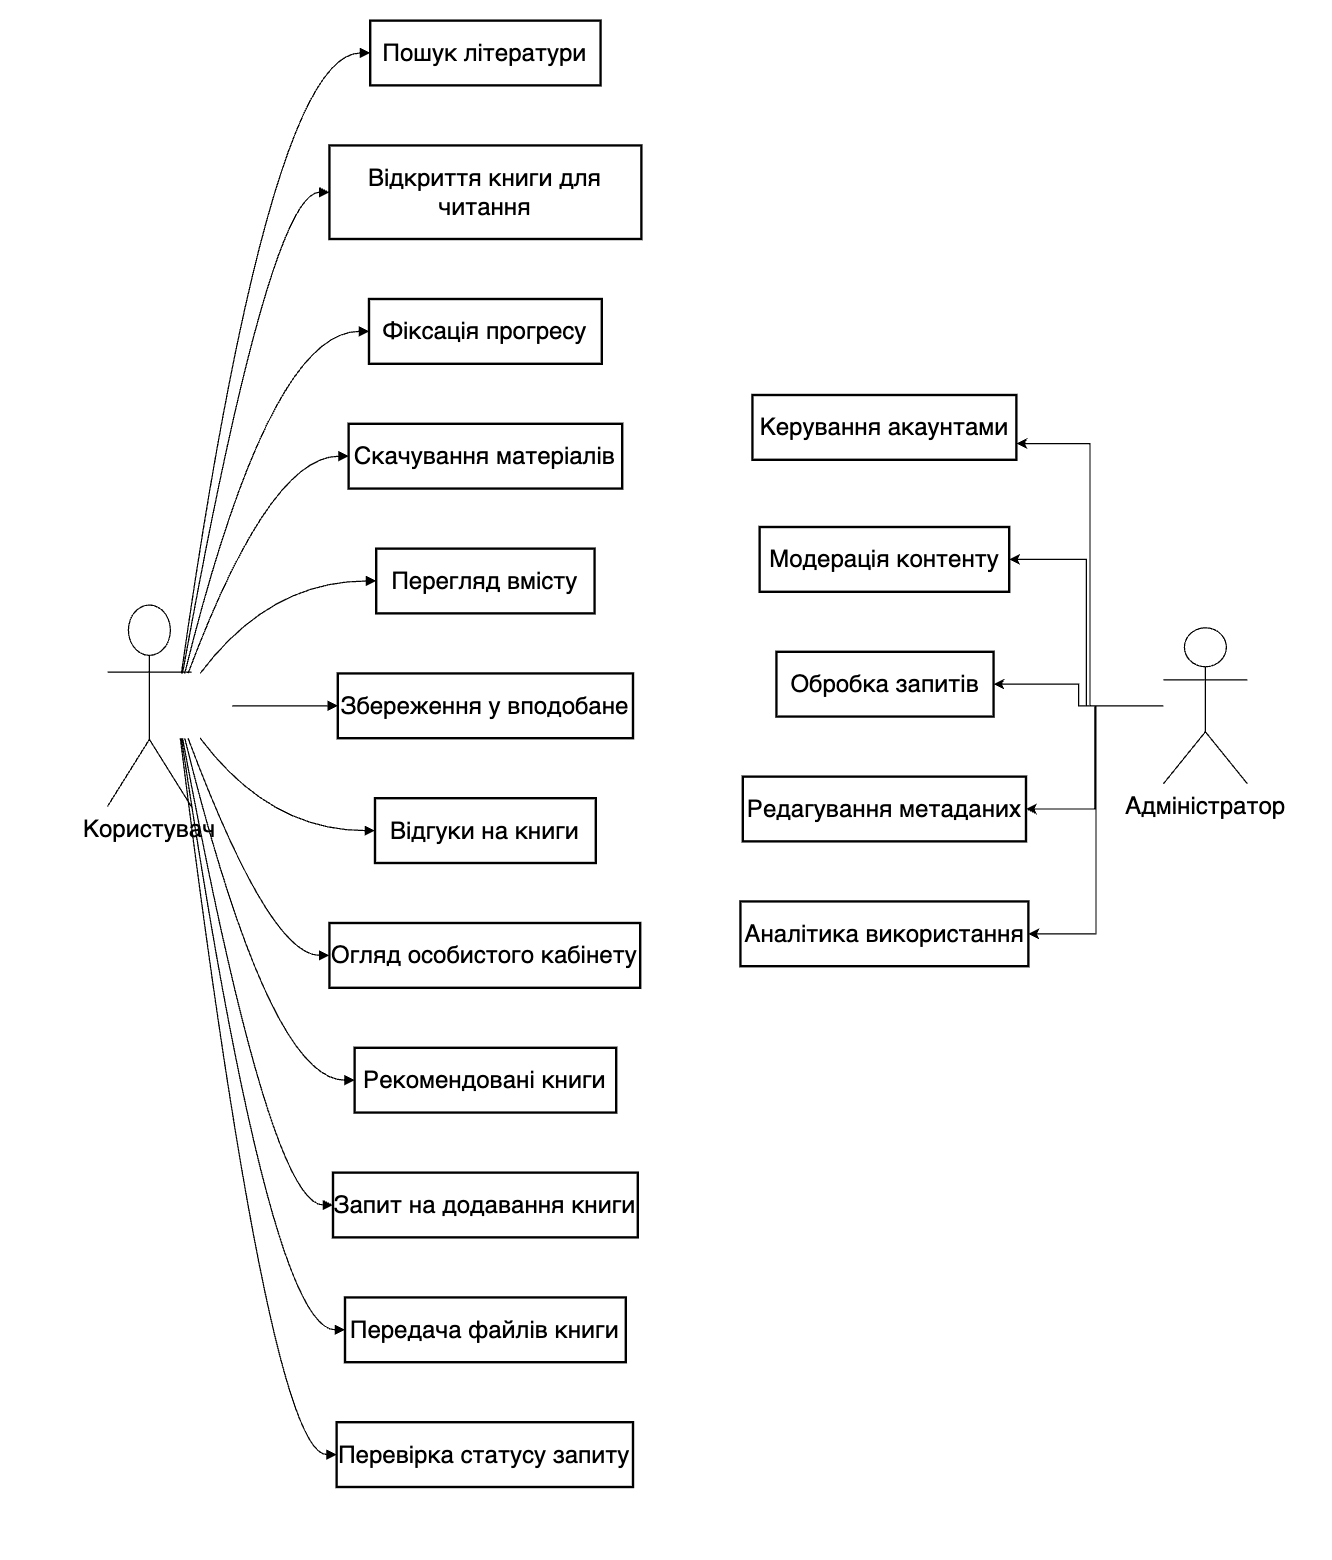 Пошук літератури
Відкриття книги для
читання
Фіксація прогресу
Скачування матеріалів
Перегляд вмісту
Збереження у вподобане
Відгуки на книги
Огляд особистого кабінету
Рекомендовані книги
Запит на додавання книги
Передача файлів книги
Перевірка статусу запиту
Користувач
Керування акаунтами
Модерація контенту
Обробка запитів
Редагування метаданих
Аналітика використання
Адміністратор